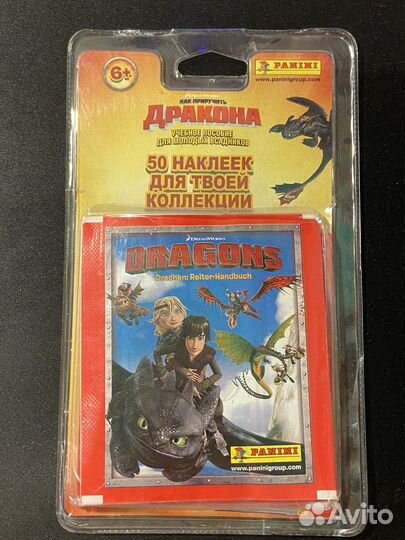 6+
PANINI
www.paninigroup.com
DREAMWORKS
КАК ПРИРУЧИТЬ
ДРАКОНА
УЧЕБНОЕ ПОСОБИЕ
ДЛЯ МОЛОДЫХ ВСАДНИКОВ
50 НАКЛЕЕК
ДЛЯ ТВОЕЙ
КОЛЛЕКЦИИ
DREAMWORKS
DRAGONS
Drachen: Reiter-Handbuch
PANINI
www.paninigroup.com
Avito